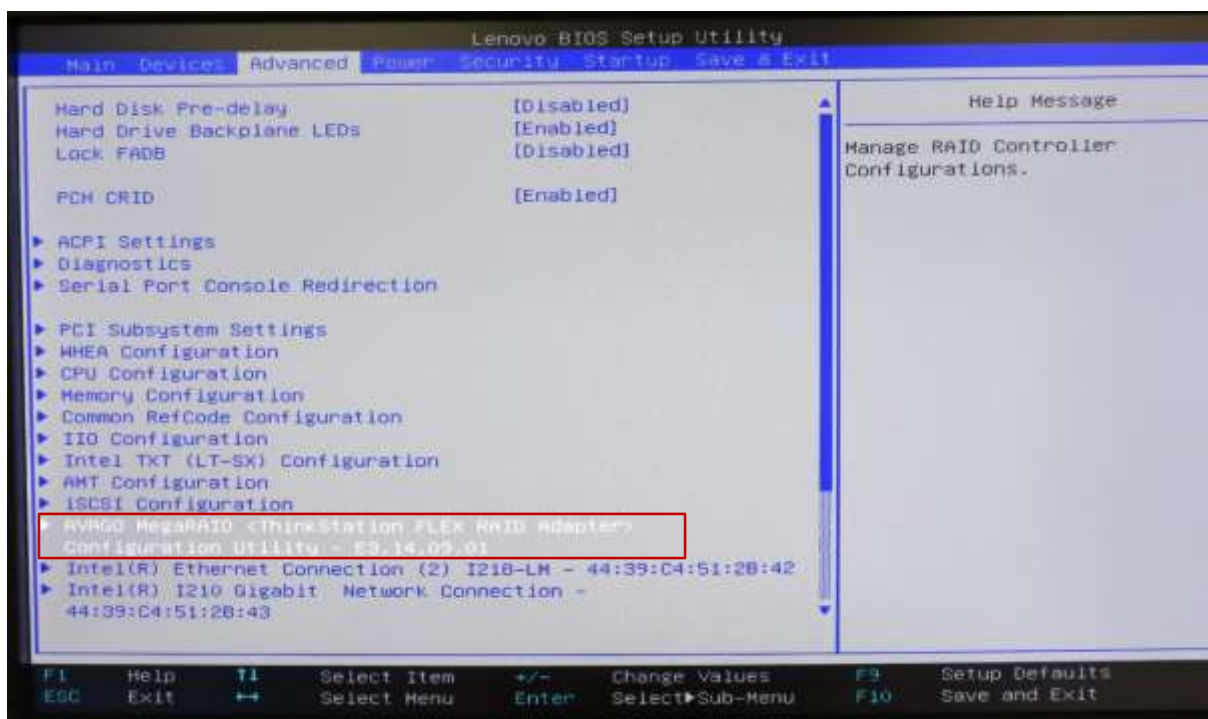 Lenovo BIOS Setup Utility
Main Devices Advanced Power Security Startup Save & Exit
Hard Disk Pre-delay [Disabled]
Hard Drive Backplane LEDs [Enabled]
Lock FADB [Disabled]
PCH CRID [Enabled]
ACPI Settings
Diagnostics
Serial Port Console Redirection
PCI Subsystem Settings
WHEA Configuration
CPU Configuration
Memory Configuration
Common RefCode Configuration
IIO Configuration
Intel TXT (LT-SX) Configuration
AMT Configuration
iSCSI Configuration
AVAGO MegaRAID <ThinkStation FLEX RAID Adapter>
Configuration Utility - 03.14.09.01
Intel(R) Ethernet Connection (2) I218-LM - 44:39:C4:51:2B:42
Intel(R) I210 Gigabit Network Connection -
44:39:C4:51:2B:43
Help Message
Manage RAID Controller
Configurations.
F1 Help ↑↓ Select Item +/- Change Values F9 Setup Defaults
ESC Exit ↔ Select Menu Enter Select▶Sub-Menu F10 Save and Exit